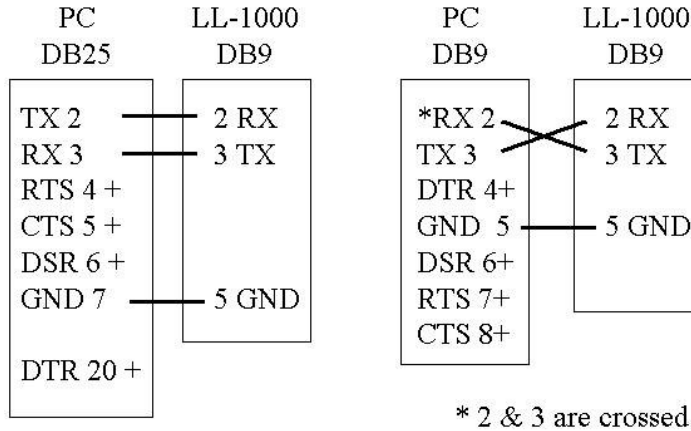 PC
DB25
LL-1000
DB9
TX 2
RX 3
RTS 4 +
CTS 5 +
DSR 6 +
GND 7
DTR 20 +
2 RX
3 TX
5 GND
PC
DB9
LL-1000
DB9
*RX 2
TX 3
DTR 4+
GND 5
DSR 6+
RTS 7+
CTS 8+
2 RX
3 TX
5 GND
* 2 & 3 are crossed